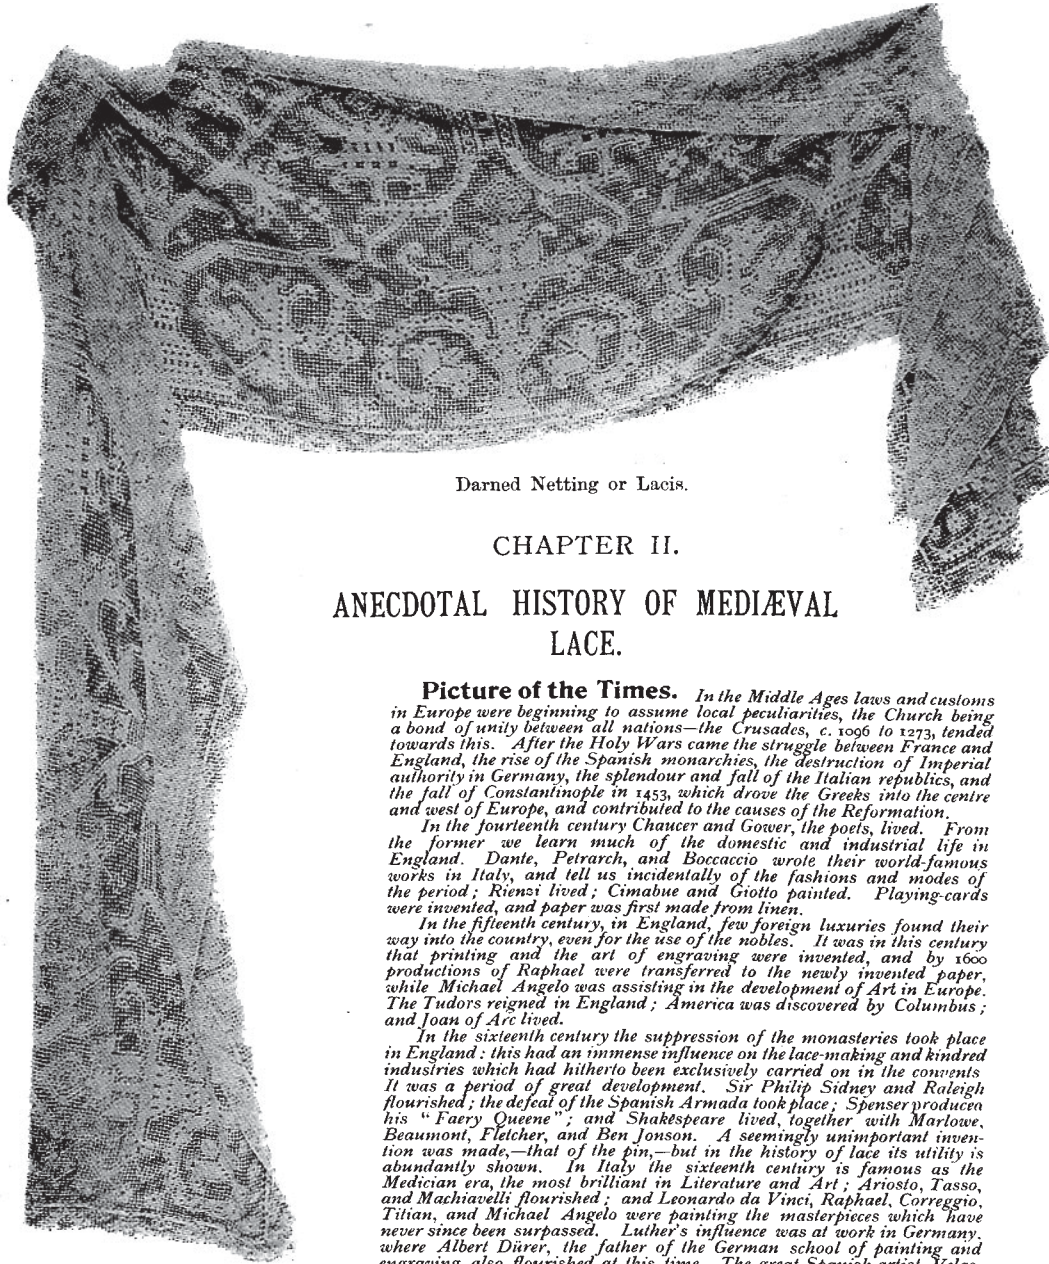 Darned Netting or Lacis.
CHAPTER II.
ANECDOTAL HISTORY OF MEDIÆVAL
LACE.
Picture of the Times. In the Middle Ages laws and customs
in Europe were beginning to assume local peculiarities, the Church being
a bond of unity between all nations—the Crusades, c. 1096 to 1273, tended
towards this. After the Holy Wars came the struggle between France and
England, the rise of the Spanish monarchies, the destruction of Imperial
authority in Germany, the splendour and fall of the Italian republics, and
the fall of Constantinople in 1453, which drove the Greeks into the centre
and west of Europe, and contributed to the causes of the Reformation.
In the fourteenth century Chaucer and Gower, the poets, lived. From
the former we learn much of the domestic and industrial life in
England. Dante, Petrarch, and Boccaccio wrote their world-famous
works in Italy, and tell us incidentally of the fashions and modes of
the period; Rienzi lived; Cimabue and Giotto painted. Playing-cards
were invented, and paper was first made from linen.
In the fifteenth century, in England, few foreign luxuries found their
way into the country, even for the use of the nobles. It was in this century
that printing and the art of engraving were invented, and by 1600
productions of Raphael were transferred to the newly invented paper,
while Michael Angelo was assisting in the development of Art in Europe.
The Tudors reigned in England; America was discovered by Columbus;
and Joan of Arc lived.
In the sixteenth century the suppression of the monasteries took place
in England: this had an immense influence on the lace-making and kindred
industries which had hitherto been exclusively carried on in the convents
It was a period of great development. Sir Philip Sidney and Raleigh
flourished; the defeat of the Spanish Armada took place; Spenser produced
his "Faery Queene"; and Shakespeare lived, together with Marlowe,
Beaumont, Fletcher, and Ben Jonson. A seemingly unimportant inven-
tion was made,—that of the pin,—but in the history of lace its utility is
abundantly shown. In Italy the sixteenth century is famous as the
Medician era, the most brilliant in Literature and Art; Ariosto, Tasso,
and Machiavelli flourished; and Leonardo da Vinci, Raphael, Correggio,
Titian, and Michael Angelo were painting the masterpieces which have
never since been surpassed. Luther's influence was at work in Germany,
where Albert Dürer, the father of the German school of painting and
engraving also flourished at this time. The great Spanish artist